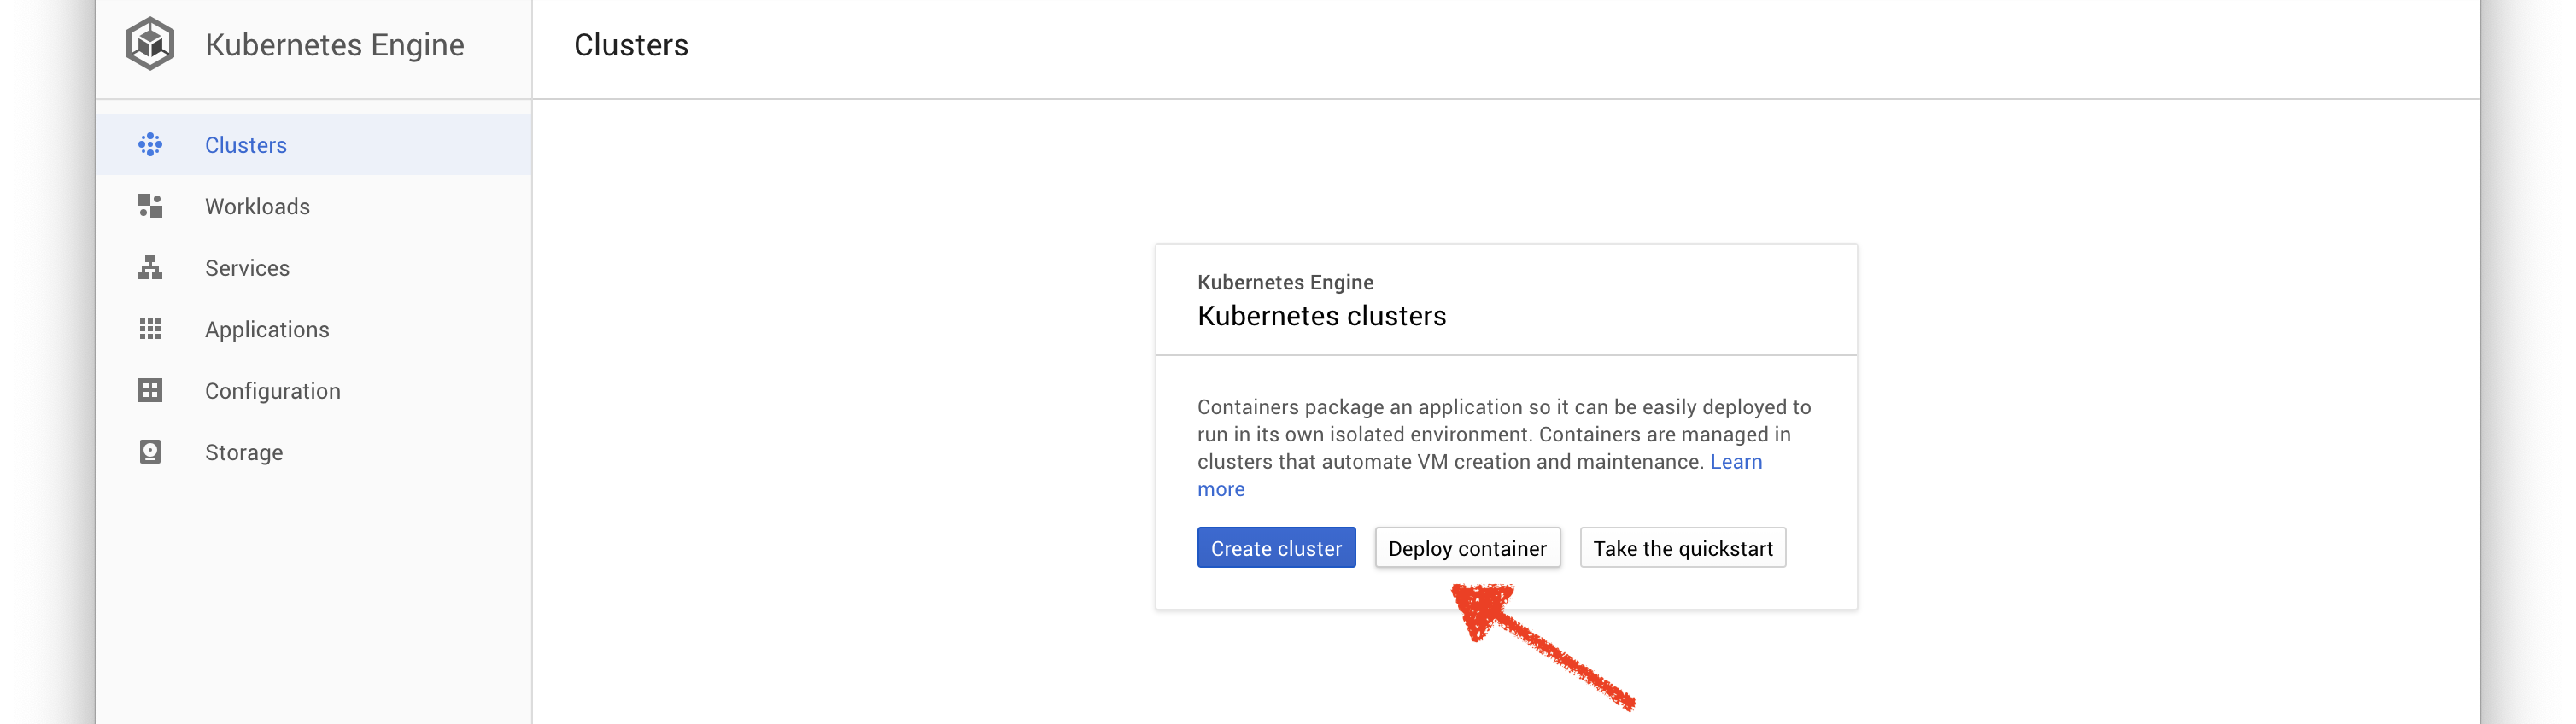 Kubernetes Engine
Clusters
Clusters
Workloads
Services
Applications
Configuration
Storage
Kubernetes Engine
Kubernetes clusters
Containers package an application so it can be easily deployed to
run in its own isolated environment. Containers are managed in
clusters that automate VM creation and maintenance. Learn
more
Create cluster
Deploy container
Take the quickstart